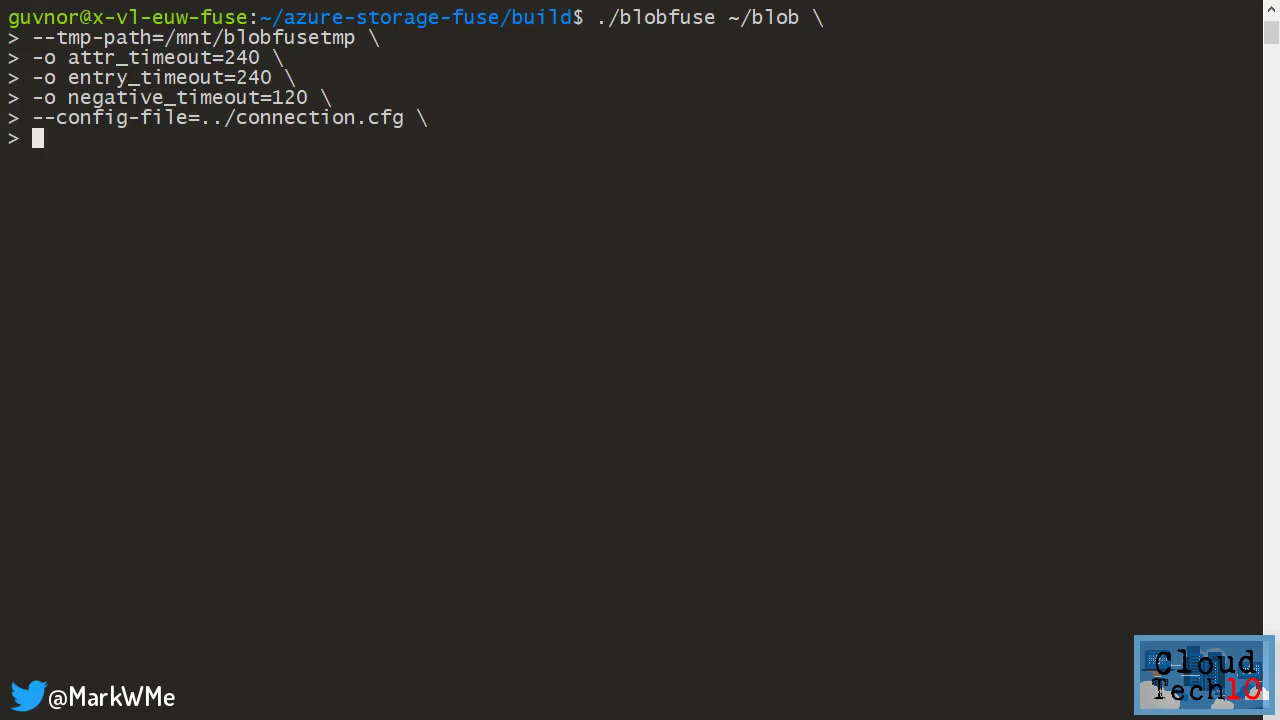 guvnor@x-vl-euw-fuse:~/azure-storage-fuse/build$ ./blobfuse ~/blob \
> --tmp-path=/mnt/blobfusetmp \
> -o attr_timeout=240 \
> -o entry_timeout=240 \
> -o negative_timeout=120 \
> --config-file=../connection.cfg \
>
@MarkWMe
Cloud
Tech10